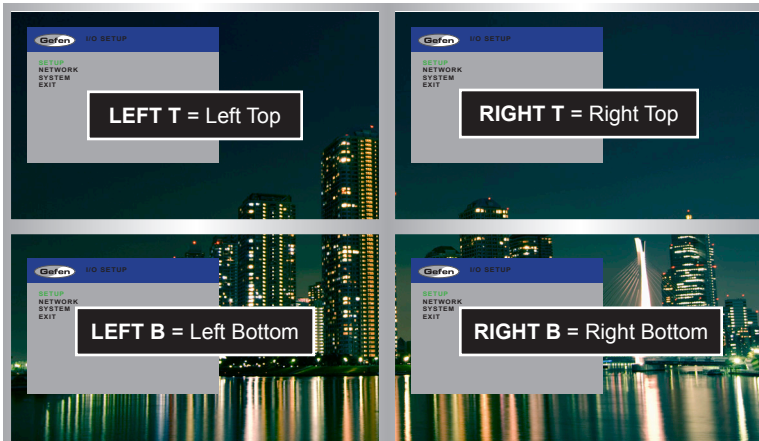 Gefen I/O SETUP
SETUP
NETWORK
SYSTEM
EXIT
LEFT T = Left Top
Gefen I/O SETUP
SETUP
NETWORK
SYSTEM
EXIT
RIGHT T = Right Top
Gefen I/O SETUP
SETUP
NETWORK
SYSTEM
EXIT
LEFT B = Left Bottom
Gefen I/O SETUP
SETUP
NETWORK
SYSTEM
EXIT
RIGHT B = Right Bottom